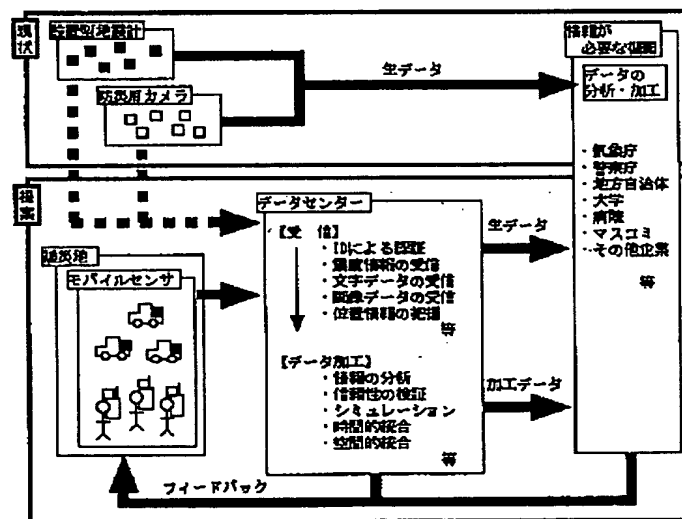 現状
設置型地震計
防災用カメラ
生データ
情報が
必要な機関
データの
分析・加工
・気象庁
・警察庁
・地方自治体
・大学
・病院
・マスコミ
・その他企業
等
提案
被災地
モバイルセンサ
データセンター
【受 信】
・IDによる認証
・震度情報の受信
・文字データの受信
・画像データの受信
・位置情報の把握
等
【データ加工】
・情報の分析
・信頼性の検証
・シミュレーション
・時間的統合
・空間的統合
等
生データ
加工データ
フィードバック